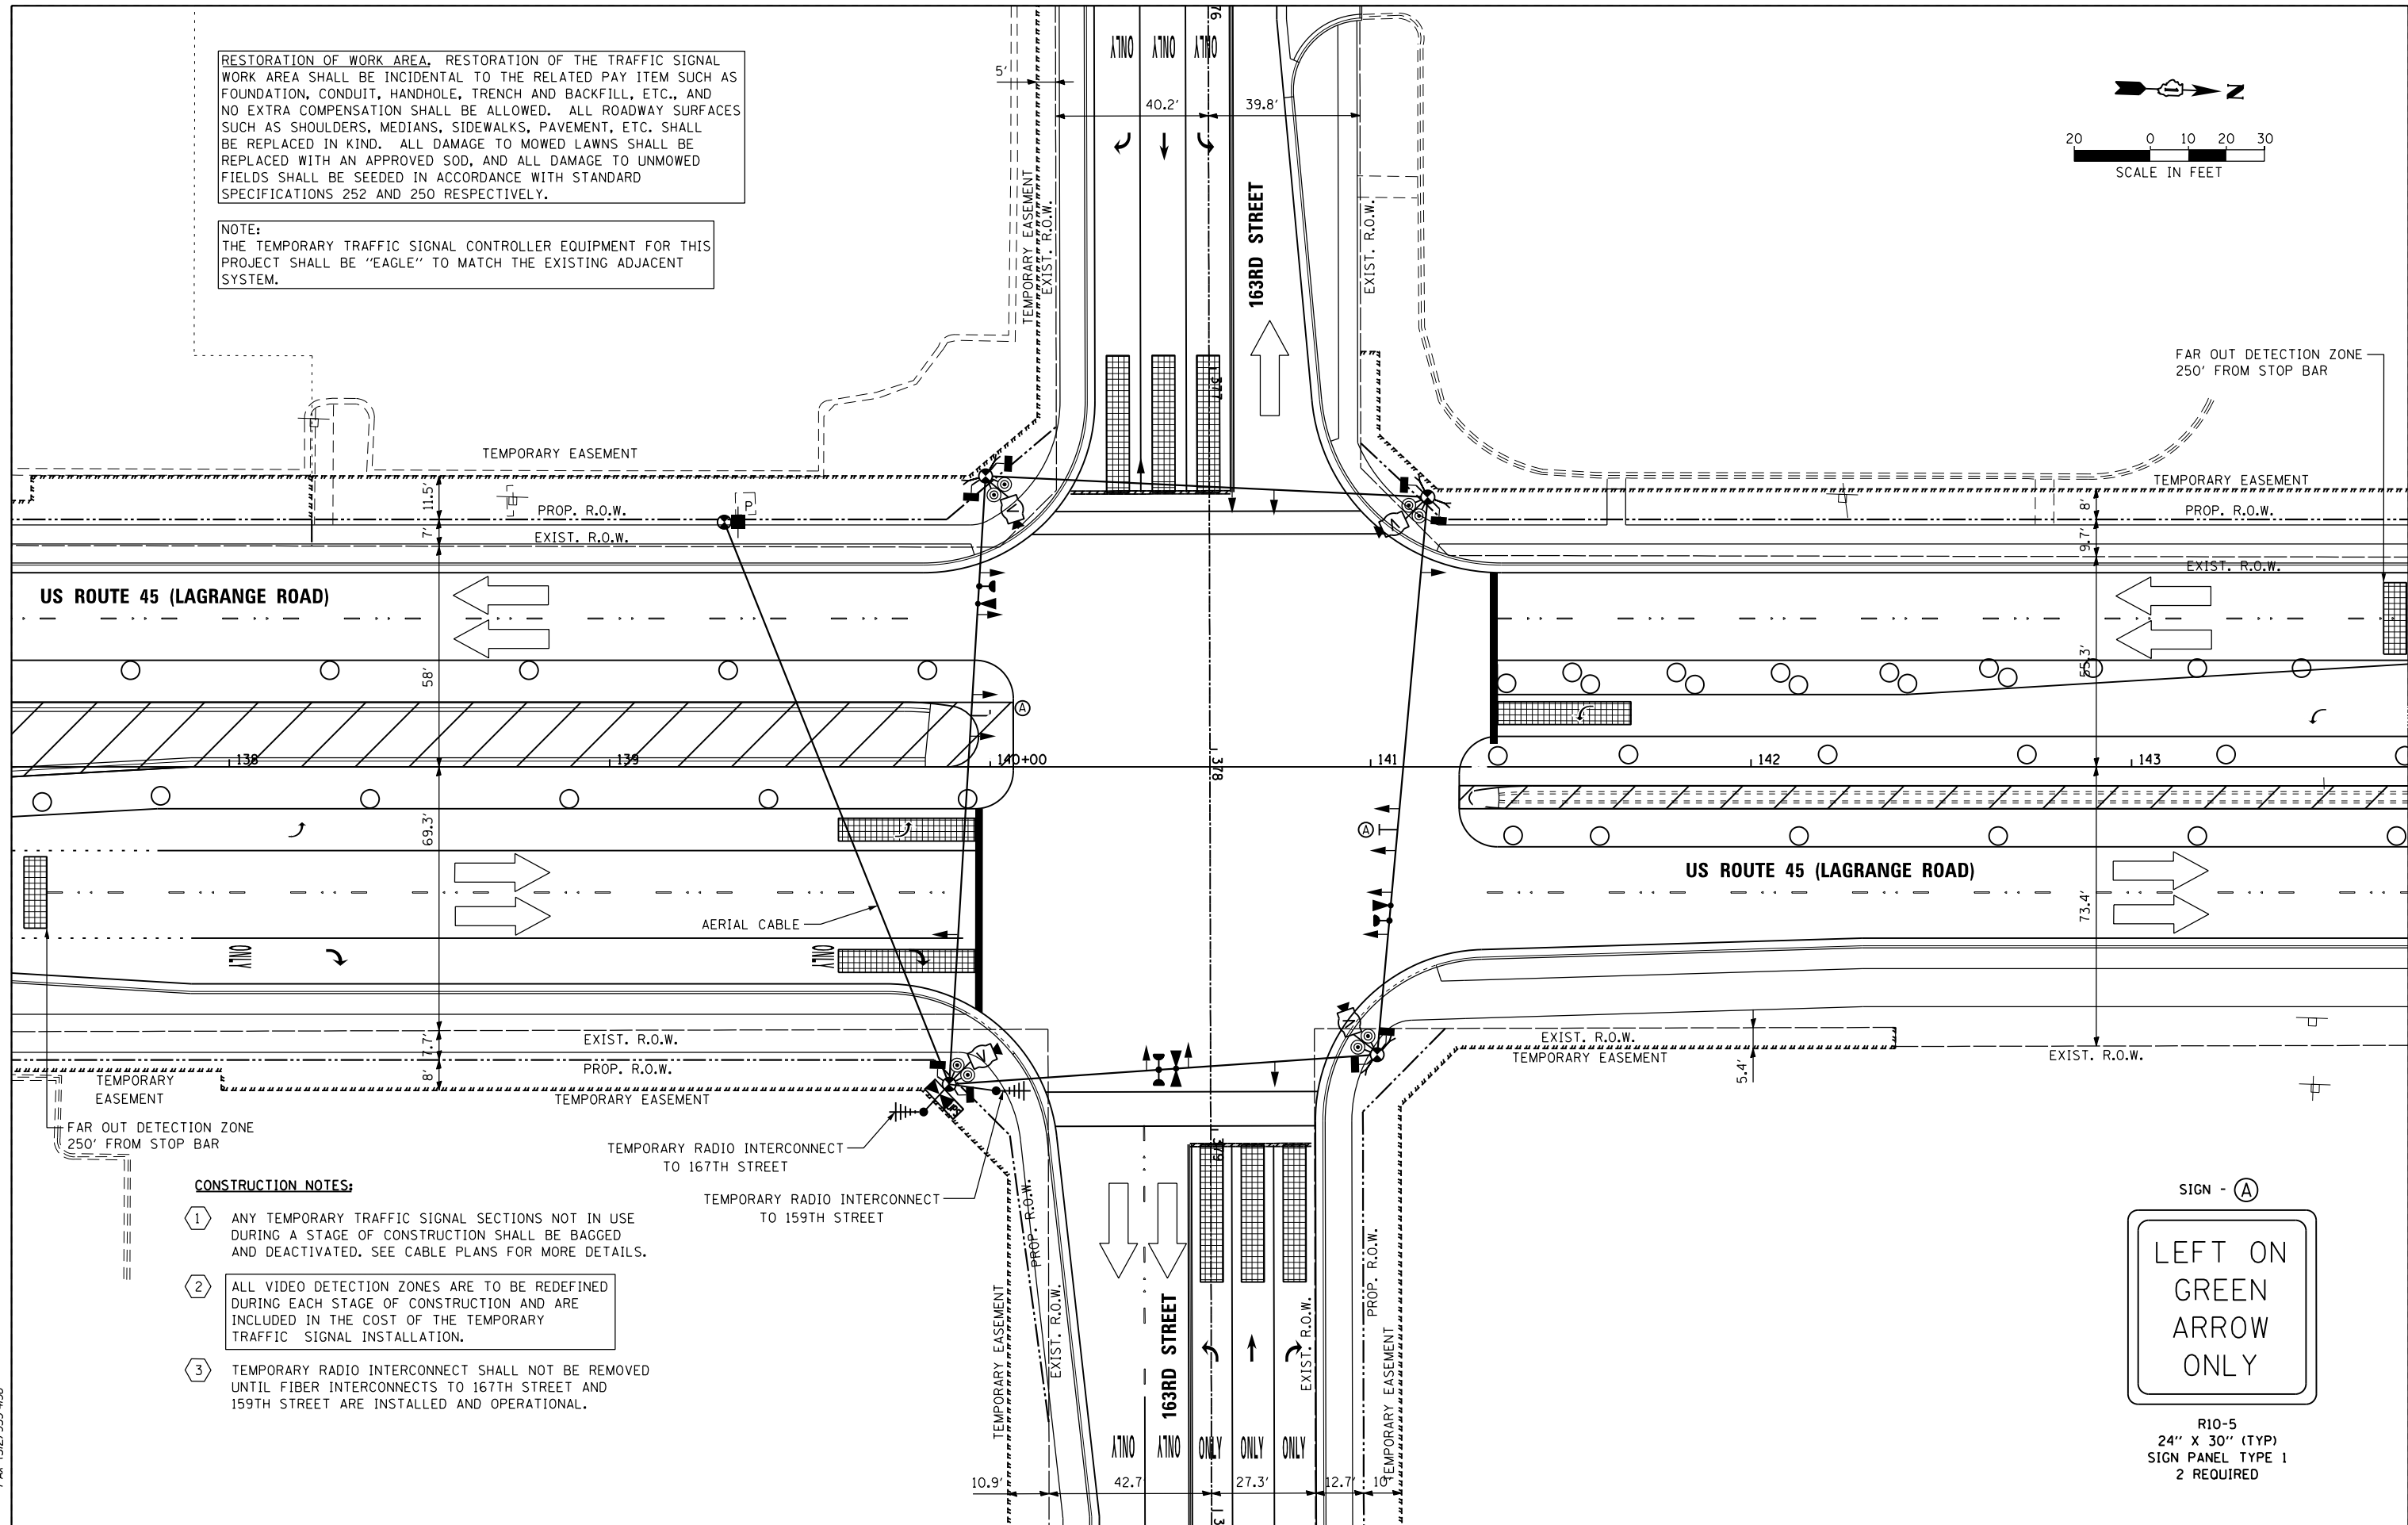 RESTORATION OF WORK AREA. RESTORATION OF THE TRAFFIC SIGNAL
WORK AREA SHALL BE INCIDENTAL TO THE RELATED PAY ITEM SUCH AS
FOUNDATION, CONDUIT, HANDHOLE, TRENCH AND BACKFILL, ETC., AND
NO EXTRA COMPENSATION SHALL BE ALLOWED. ALL ROADWAY SURFACES
SUCH AS SHOULDERS, MEDIANS, SIDEWALKS, PAVEMENT, ETC. SHALL
BE REPLACED IN KIND. ALL DAMAGE TO MOWED LAWNS SHALL BE
REPLACED WITH AN APPROVED SOD, AND ALL DAMAGE TO UNMOWED
FIELDS SHALL BE SEEDED IN ACCORDANCE WITH STANDARD
SPECIFICATIONS 252 AND 250 RESPECTIVELY.
NOTE:
THE TEMPORARY TRAFFIC SIGNAL CONTROLLER EQUIPMENT FOR THIS
PROJECT SHALL BE "EAGLE" TO MATCH THE EXISTING ADJACENT
SYSTEM.
5'
40.2'
39.8'
ONLY
ONLY
ONLY
76
TEMPORARY EASEMENT
EXIST. R.O.W.
163RD STREET
EXIST. R.O.W.
377
1
N
20 0 10 20 30
SCALE IN FEET
FAR OUT DETECTION ZONE
250' FROM STOP BAR
TEMPORARY EASEMENT
11.5'
7'
PROP. R.O.W.
EXIST. R.O.W.
P
V
V
TEMPORARY EASEMENT
8'
PROP. R.O.W.
9.7'
EXIST. R.O.W.
US ROUTE 45 (LAGRANGE ROAD)
58'
55.3'
A
138
139
140+00
378
141
142
143
69.3'
A
US ROUTE 45 (LAGRANGE ROAD)
73.4'
AERIAL CABLE
ONLY
ONLY
7.7'
8'
EXIST. R.O.W.
PROP. R.O.W.
TEMPORARY EASEMENT
TEMPORARY
EASEMENT
V
V
EXIST. R.O.W.
TEMPORARY EASEMENT
5.4'
EXIST. R.O.W.
FAR OUT DETECTION ZONE
250' FROM STOP BAR
TEMPORARY RADIO INTERCONNECT
TO 167TH STREET
TEMPORARY RADIO INTERCONNECT
TO 159TH STREET
379
CONSTRUCTION NOTES:
1 ANY TEMPORARY TRAFFIC SIGNAL SECTIONS NOT IN USE
DURING A STAGE OF CONSTRUCTION SHALL BE BAGGED
AND DEACTIVATED. SEE CABLE PLANS FOR MORE DETAILS.
2 ALL VIDEO DETECTION ZONES ARE TO BE REDEFINED
DURING EACH STAGE OF CONSTRUCTION AND ARE
INCLUDED IN THE COST OF THE TEMPORARY
TRAFFIC SIGNAL INSTALLATION.
3 TEMPORARY RADIO INTERCONNECT SHALL NOT BE REMOVED
UNTIL FIBER INTERCONNECTS TO 167TH STREET AND
159TH STREET ARE INSTALLED AND OPERATIONAL.
TEMPORARY EASEMENT
PROP. R.O.W.
EXIST. R.O.W.
163RD STREET
EXIST. R.O.W.
PROP. R.O.W.
TEMPORARY EASEMENT
ONLY
ONLY
ONLY
ONLY
ONLY
10.9'
42.7'
27.3'
12.7'
10'
SIGN - A
LEFT ON
GREEN
ARROW
ONLY
R10-5
24" X 30" (TYP)
SIGN PANEL TYPE 1
2 REQUIRED